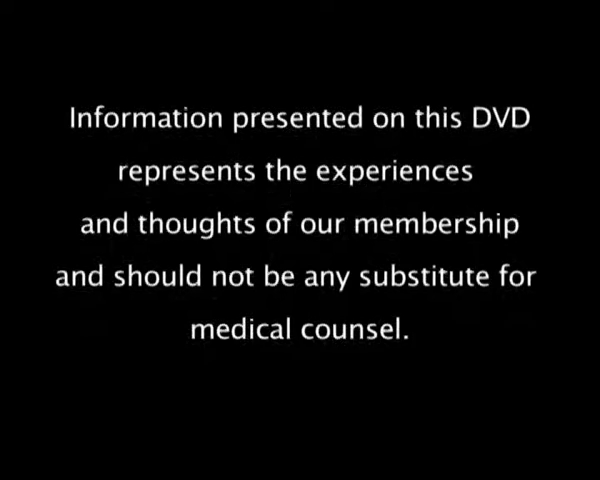 Information presented on this DVD
represents the experiences
and thoughts of our membership
and should not be any substitute for
medical counsel.